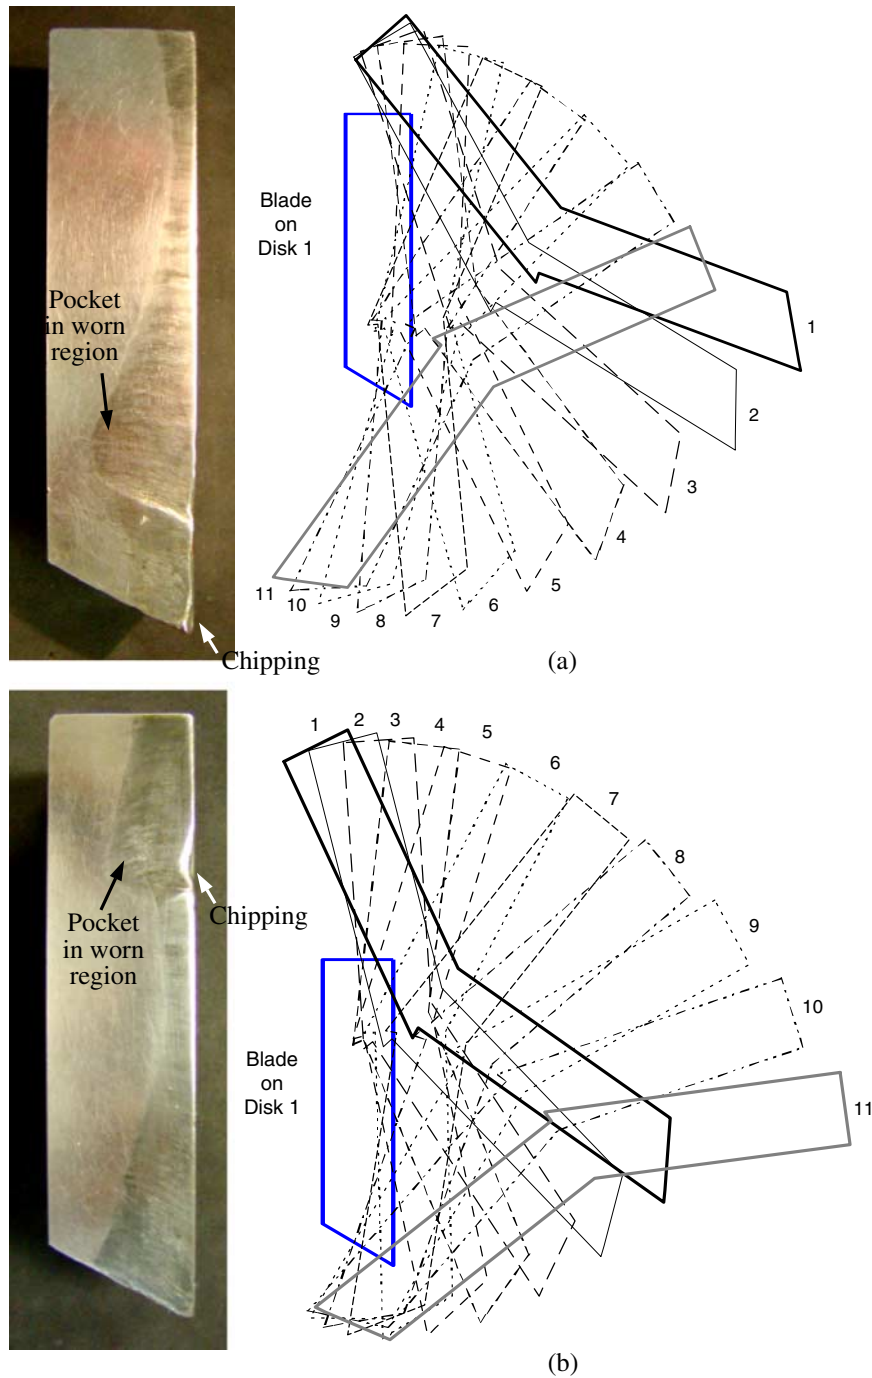 Blade
on
Disk 1
Pocket
in worn
region
1
2
3
4
5
6
7
8
9
10
11
Chipping
(a)
1
2
3
4
5
6
7
8
9
10
11
Chipping
Pocket
in worn
region
Blade
on
Disk 1
(b)